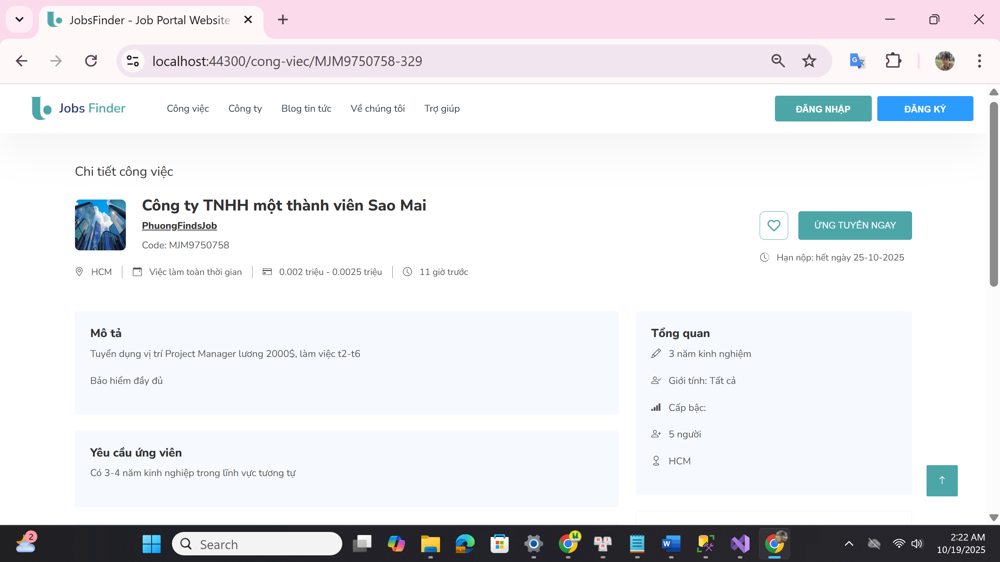 JobsFinder - Job Portal Website
localhost:44300/cong-viec/MJM9750758-329
Jobs Finder
Công việc
Công ty
Blog tin tức
Về chúng tôi
Trợ giúp
ĐĂNG NHẬP
ĐĂNG KÝ
Chi tiết công việc
Công ty TNHH một thành viên Sao Mai
PhuongFindsJob
Code: MJM9750758
ỨNG TUYỂN NGAY
Hạn nộp: hết ngày 25-10-2025
HCM
Việc làm toàn thời gian
0.002 triệu - 0.0025 triệu
11 giờ trước
Mô tả
Tuyển dụng vị trí Project Manager lương 2000$, làm việc t2-t6
Bảo hiểm đầy đủ
Yêu cầu ứng viên
Có 3-4 năm kinh nghiệp trong lĩnh vực tương tự
Tổng quan
3 năm kinh nghiệm
Giới tính: Tất cả
Cấp bậc:
5 người
HCM
2
Search
2:22 AM
10/19/2025